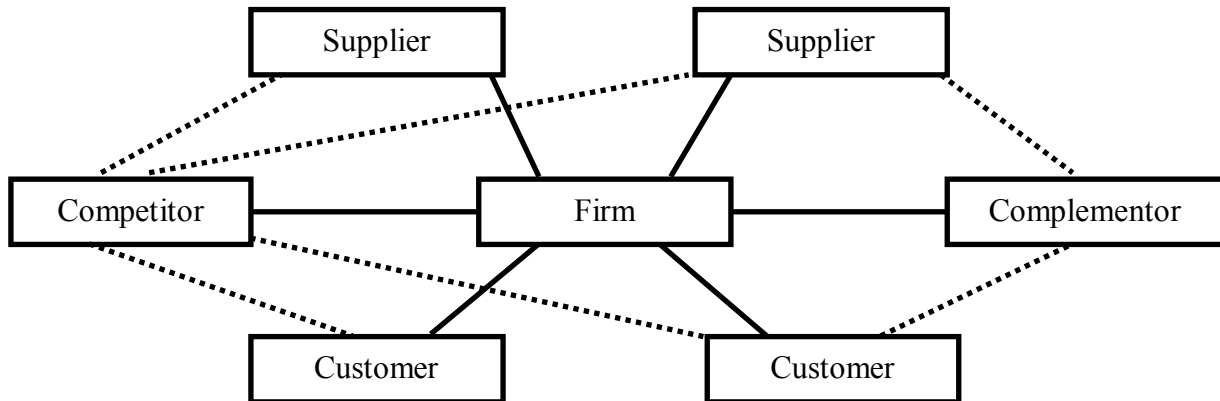 Supplier
Supplier
Competitor
Firm
Complementor
Customer
Customer